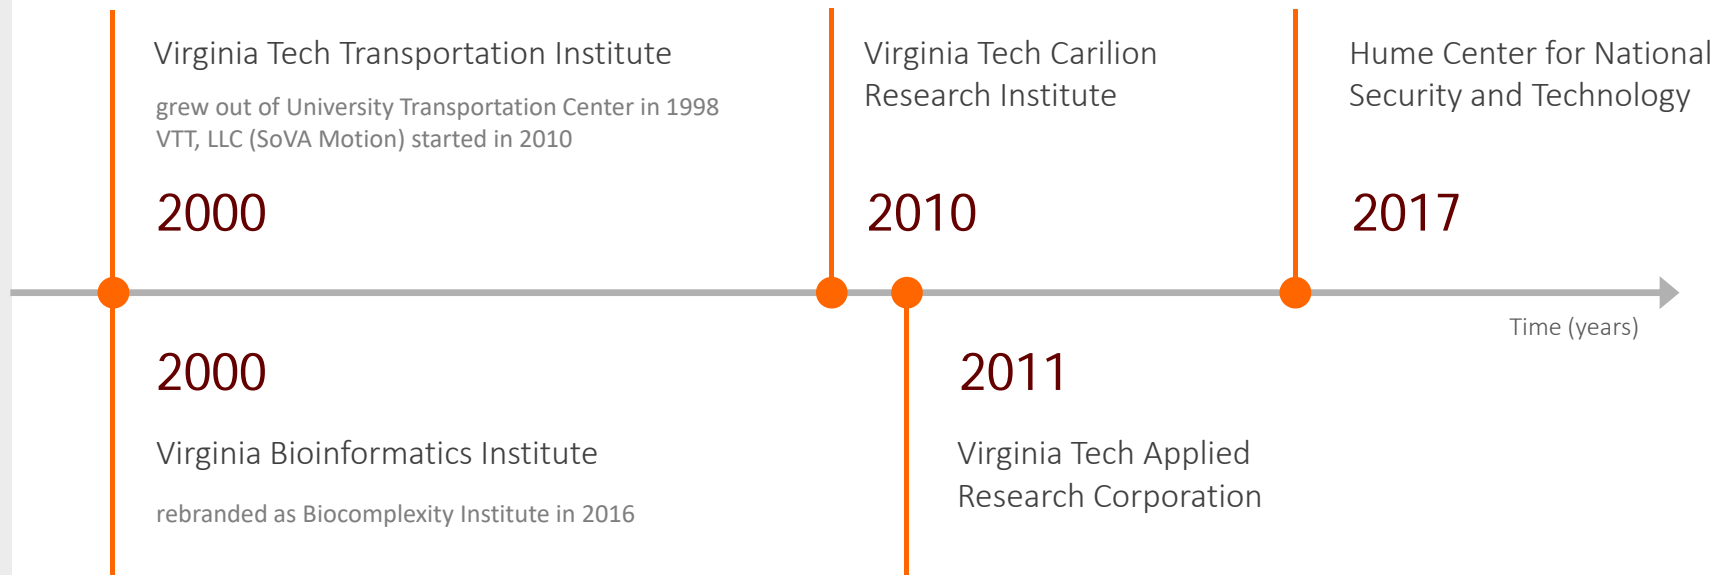 Virginia Tech Transportation Institute
grew out of University Transportation Center in 1998
VTT, LLC (SoVA Motion) started in 2010
2000
Virginia Tech Carilion
Research Institute
2010
Hume Center for National
Security and Technology
2017
Time (years)
2000
Virginia Bioinformatics Institute
rebranded as Biocomplexity Institute in 2016
2011
Virginia Tech Applied
Research Corporation